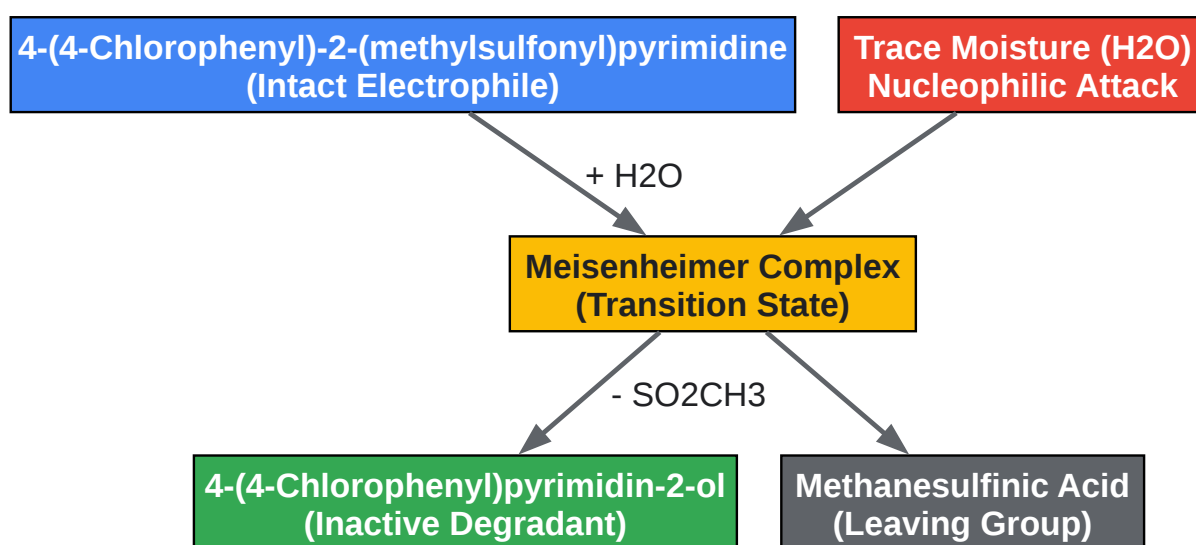 4-(4-Chlorophenyl)-2-(methylsulfonyl)pyrimidine
(Intact Electrophile)
Trace Moisture (H2O)
Nucleophilic Attack
+ H2O
Meisenheimer Complex
(Transition State)
- SO2CH3
4-(4-Chlorophenyl)pyrimidin-2-ol
(Inactive Degradant)
Methanesulfinic Acid
(Leaving Group)